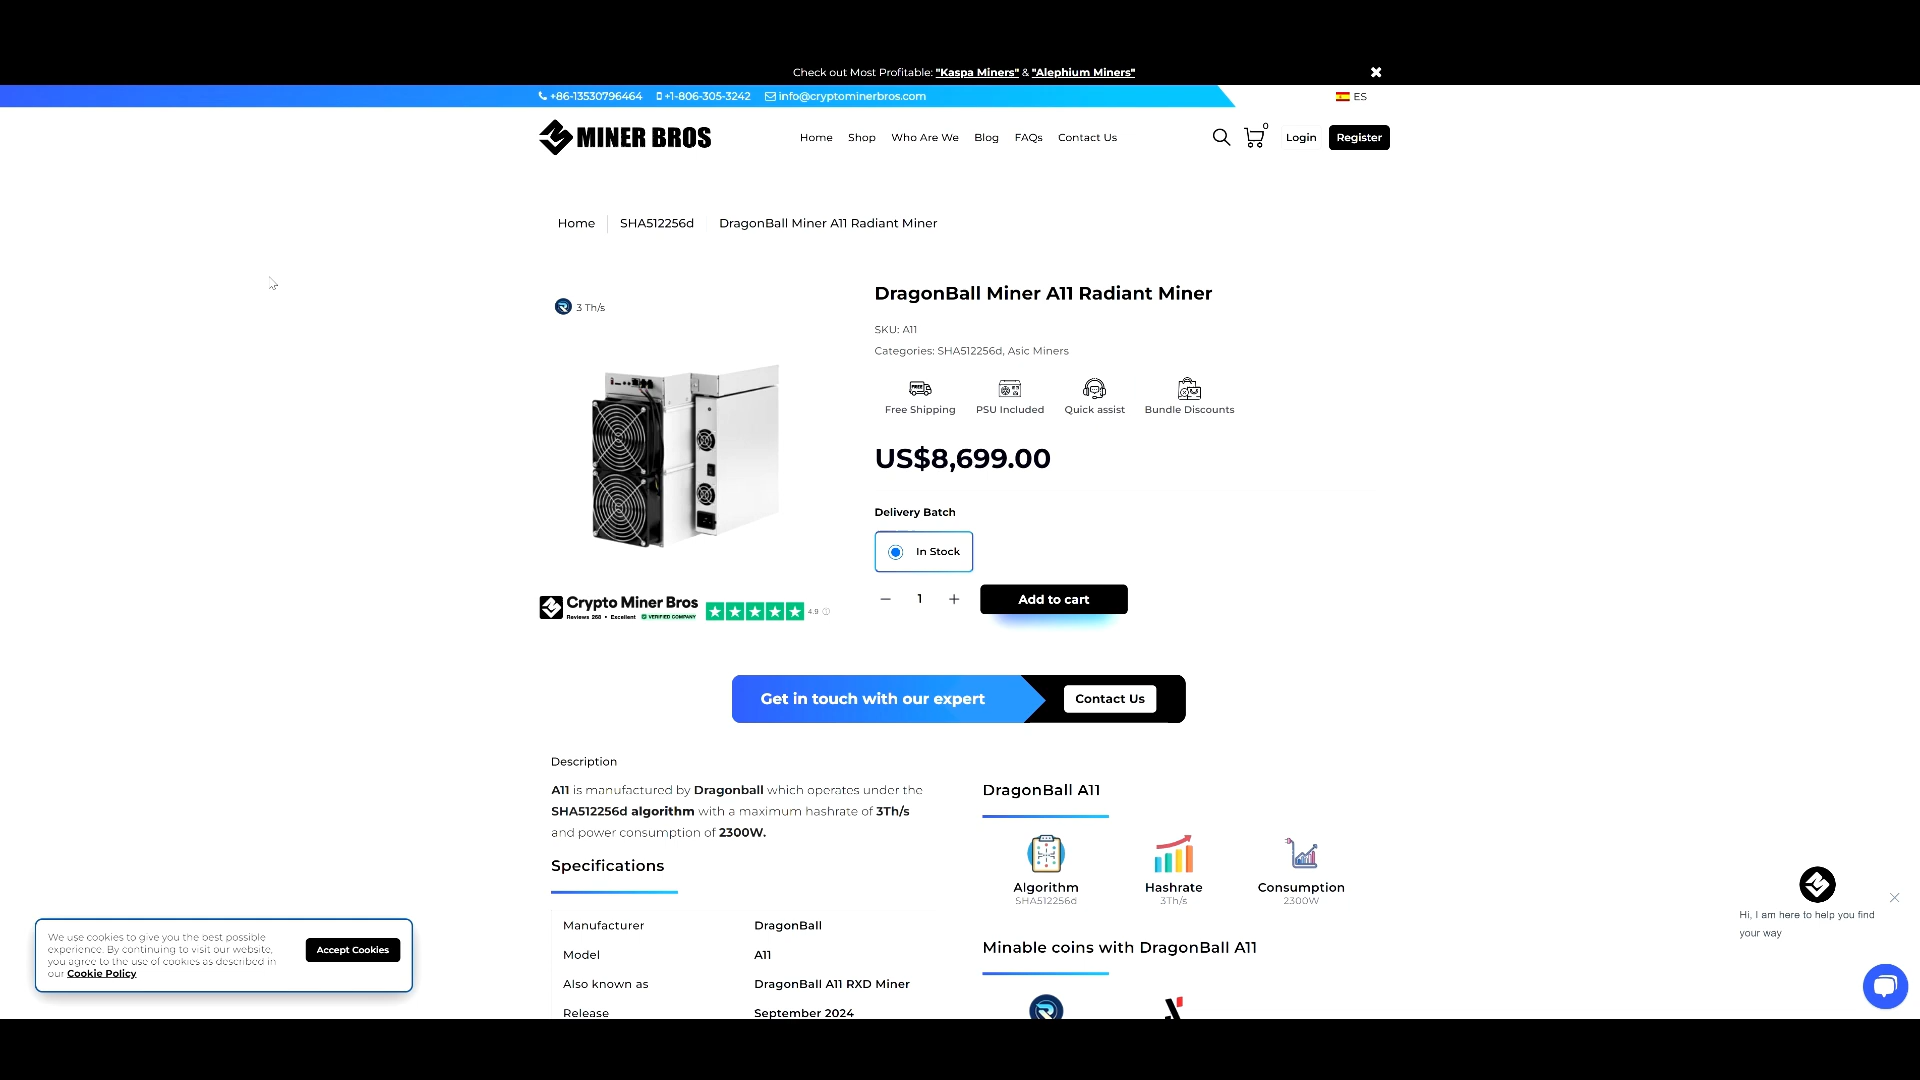 Check out Most Profitable: "Kaspa Miners" & "Alephium Miners"
+86-13530796464 +1-806-305-3242 info@cryptominerbros.com ES
MINER BROS Home Shop Who Are We Blog FAQs Contact Us 0 Login Register
Home SHA512256d DragonBall Miner A11 Radiant Miner
3 Th/s
DragonBall Miner A11 Radiant Miner
SKU: A11
Categories: SHA512256d, Asic Miners
Free Shipping PSU Included Quick assist Bundle Discounts
US$8,699.00
Delivery Batch
In Stock
1 Add to cart
Crypto Miner Bros
Reviews 268 • Excellent VERIFIED COMPANY 4.9
Get in touch with our expert Contact Us
Description
A11 is manufactured by Dragonball which operates under the
SHA512256d algorithm with a maximum hashrate of 3Th/s
and power consumption of 2300W.
Specifications
Manufacturer DragonBall
Model A11
Also known as DragonBall A11 RXD Miner
Release September 2024
DragonBall A11
Algorithm Hashrate Consumption
SHA512256d 3Th/s 2300W
Minable coins with DragonBall A11
We use cookies to give you the best possible
experience. By continuing to visit our website,
you agree to the use of cookies as described in
our Cookie Policy
Accept Cookies
Hi, I am here to help you find
your way